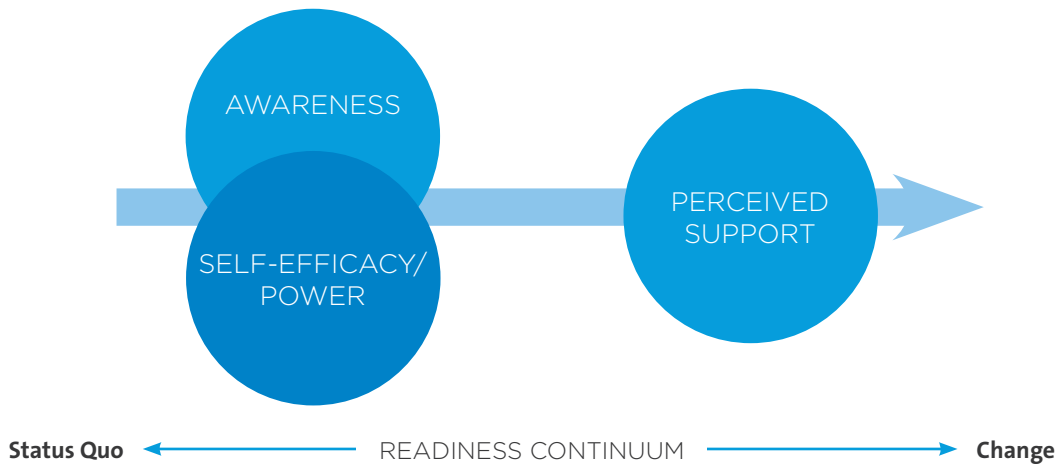 AWARENESS
SELF-EFFICACY/
POWER
PERCEIVED
SUPPORT
Status Quo
READINESS CONTINUUM
Change